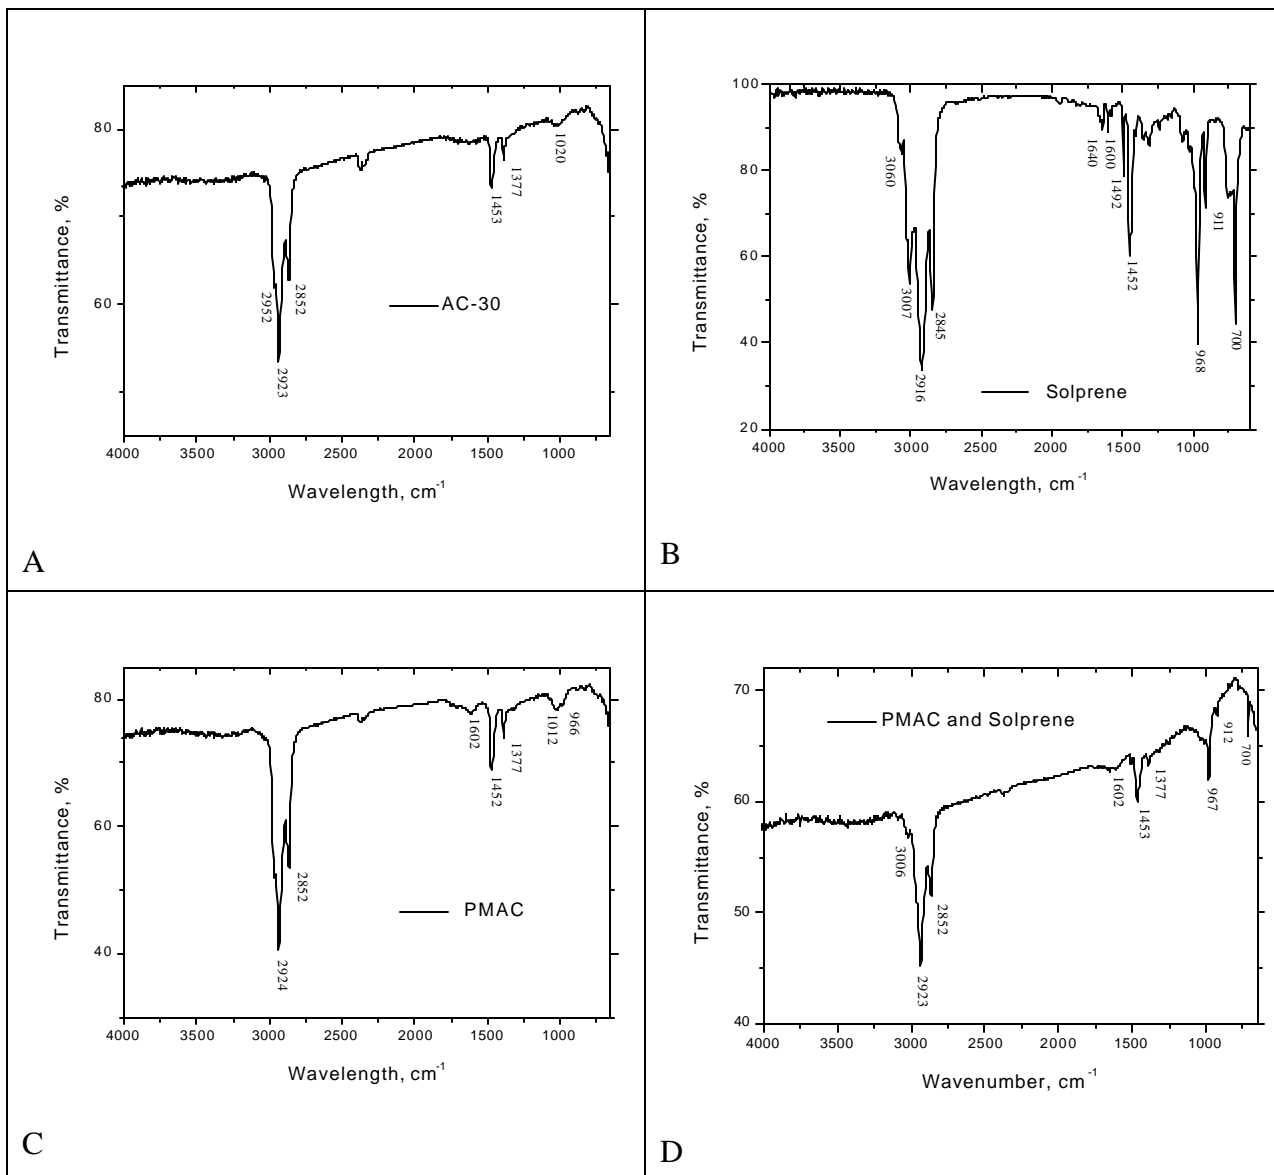 80
60
Transmittance, %
2952
2923
2852
1453
1377
1020
AC-30
4000 3500 3000 2500 2000 1500 1000
Wavelength, cm-1
A
100
80
60
40
20
Transmittance, %
3060
3007
2916
2845
1640
1600
1492
1452
968
911
700
Solprene
4000 3500 3000 2500 2000 1500 1000
Wavelength, cm-1
B
80
60
40
Transmittance, %
2924
2852
1602
1452
1377
1012
966
PMAC
4000 3500 3000 2500 2000 1500 1000
Wavelength, cm-1
C
70
60
50
40
Transmittance, %
PMAC and Solprene
3006
2923
2852
1602
1453
1377
967
912
700
4000 3500 3000 2500 2000 1500 1000
Wavenumber, cm-1
D